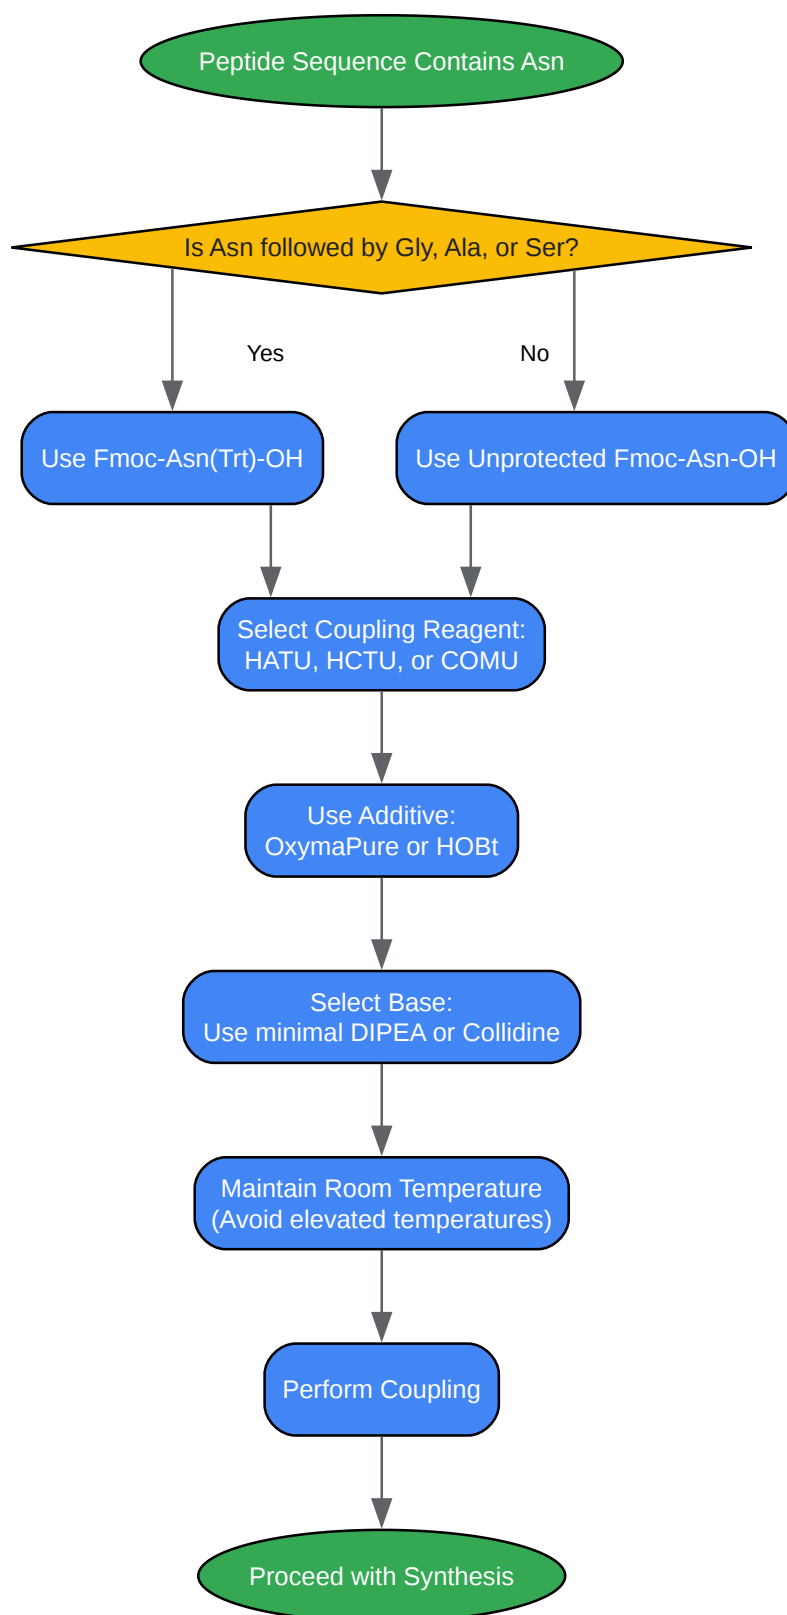 Peptide Sequence Contains Asn
Is Asn followed by Gly, Ala, or Ser?
Yes
No
Use Fmoc-Asn(Trt)-OH
Use Unprotected Fmoc-Asn-OH
Select Coupling Reagent:
HATU, HCTU, or COMU
Use Additive:
OxymaPure or HOBt
Select Base:
Use minimal DIPEA or Collidine
Maintain Room Temperature
(Avoid elevated temperatures)
Perform Coupling
Proceed with Synthesis